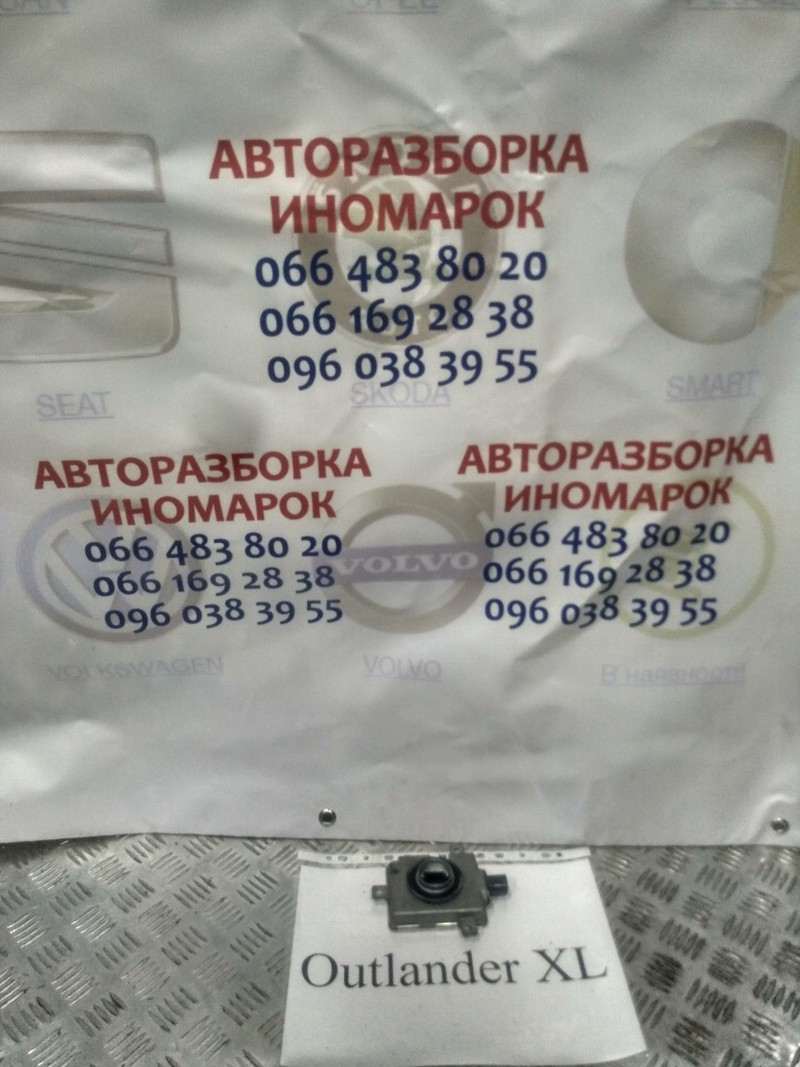 OPEL
АВТОРАЗБОРКА
ИНОМАРОК
066 483 80 20
066 169 28 38
096 038 39 55
SEAT
SKODA
SMART
АВТОРАЗБОРКА
ИНОМАРОК
066 483 80 20
066 169 28 38
096 038 39 55
АВТОРАЗБОРКА
ИНОМАРОК
066 483 80 20
066 169 28 38
096 038 39 55
VOLVO
VOLKSWAGEN
VOLVO
В наявності
Outlander XL